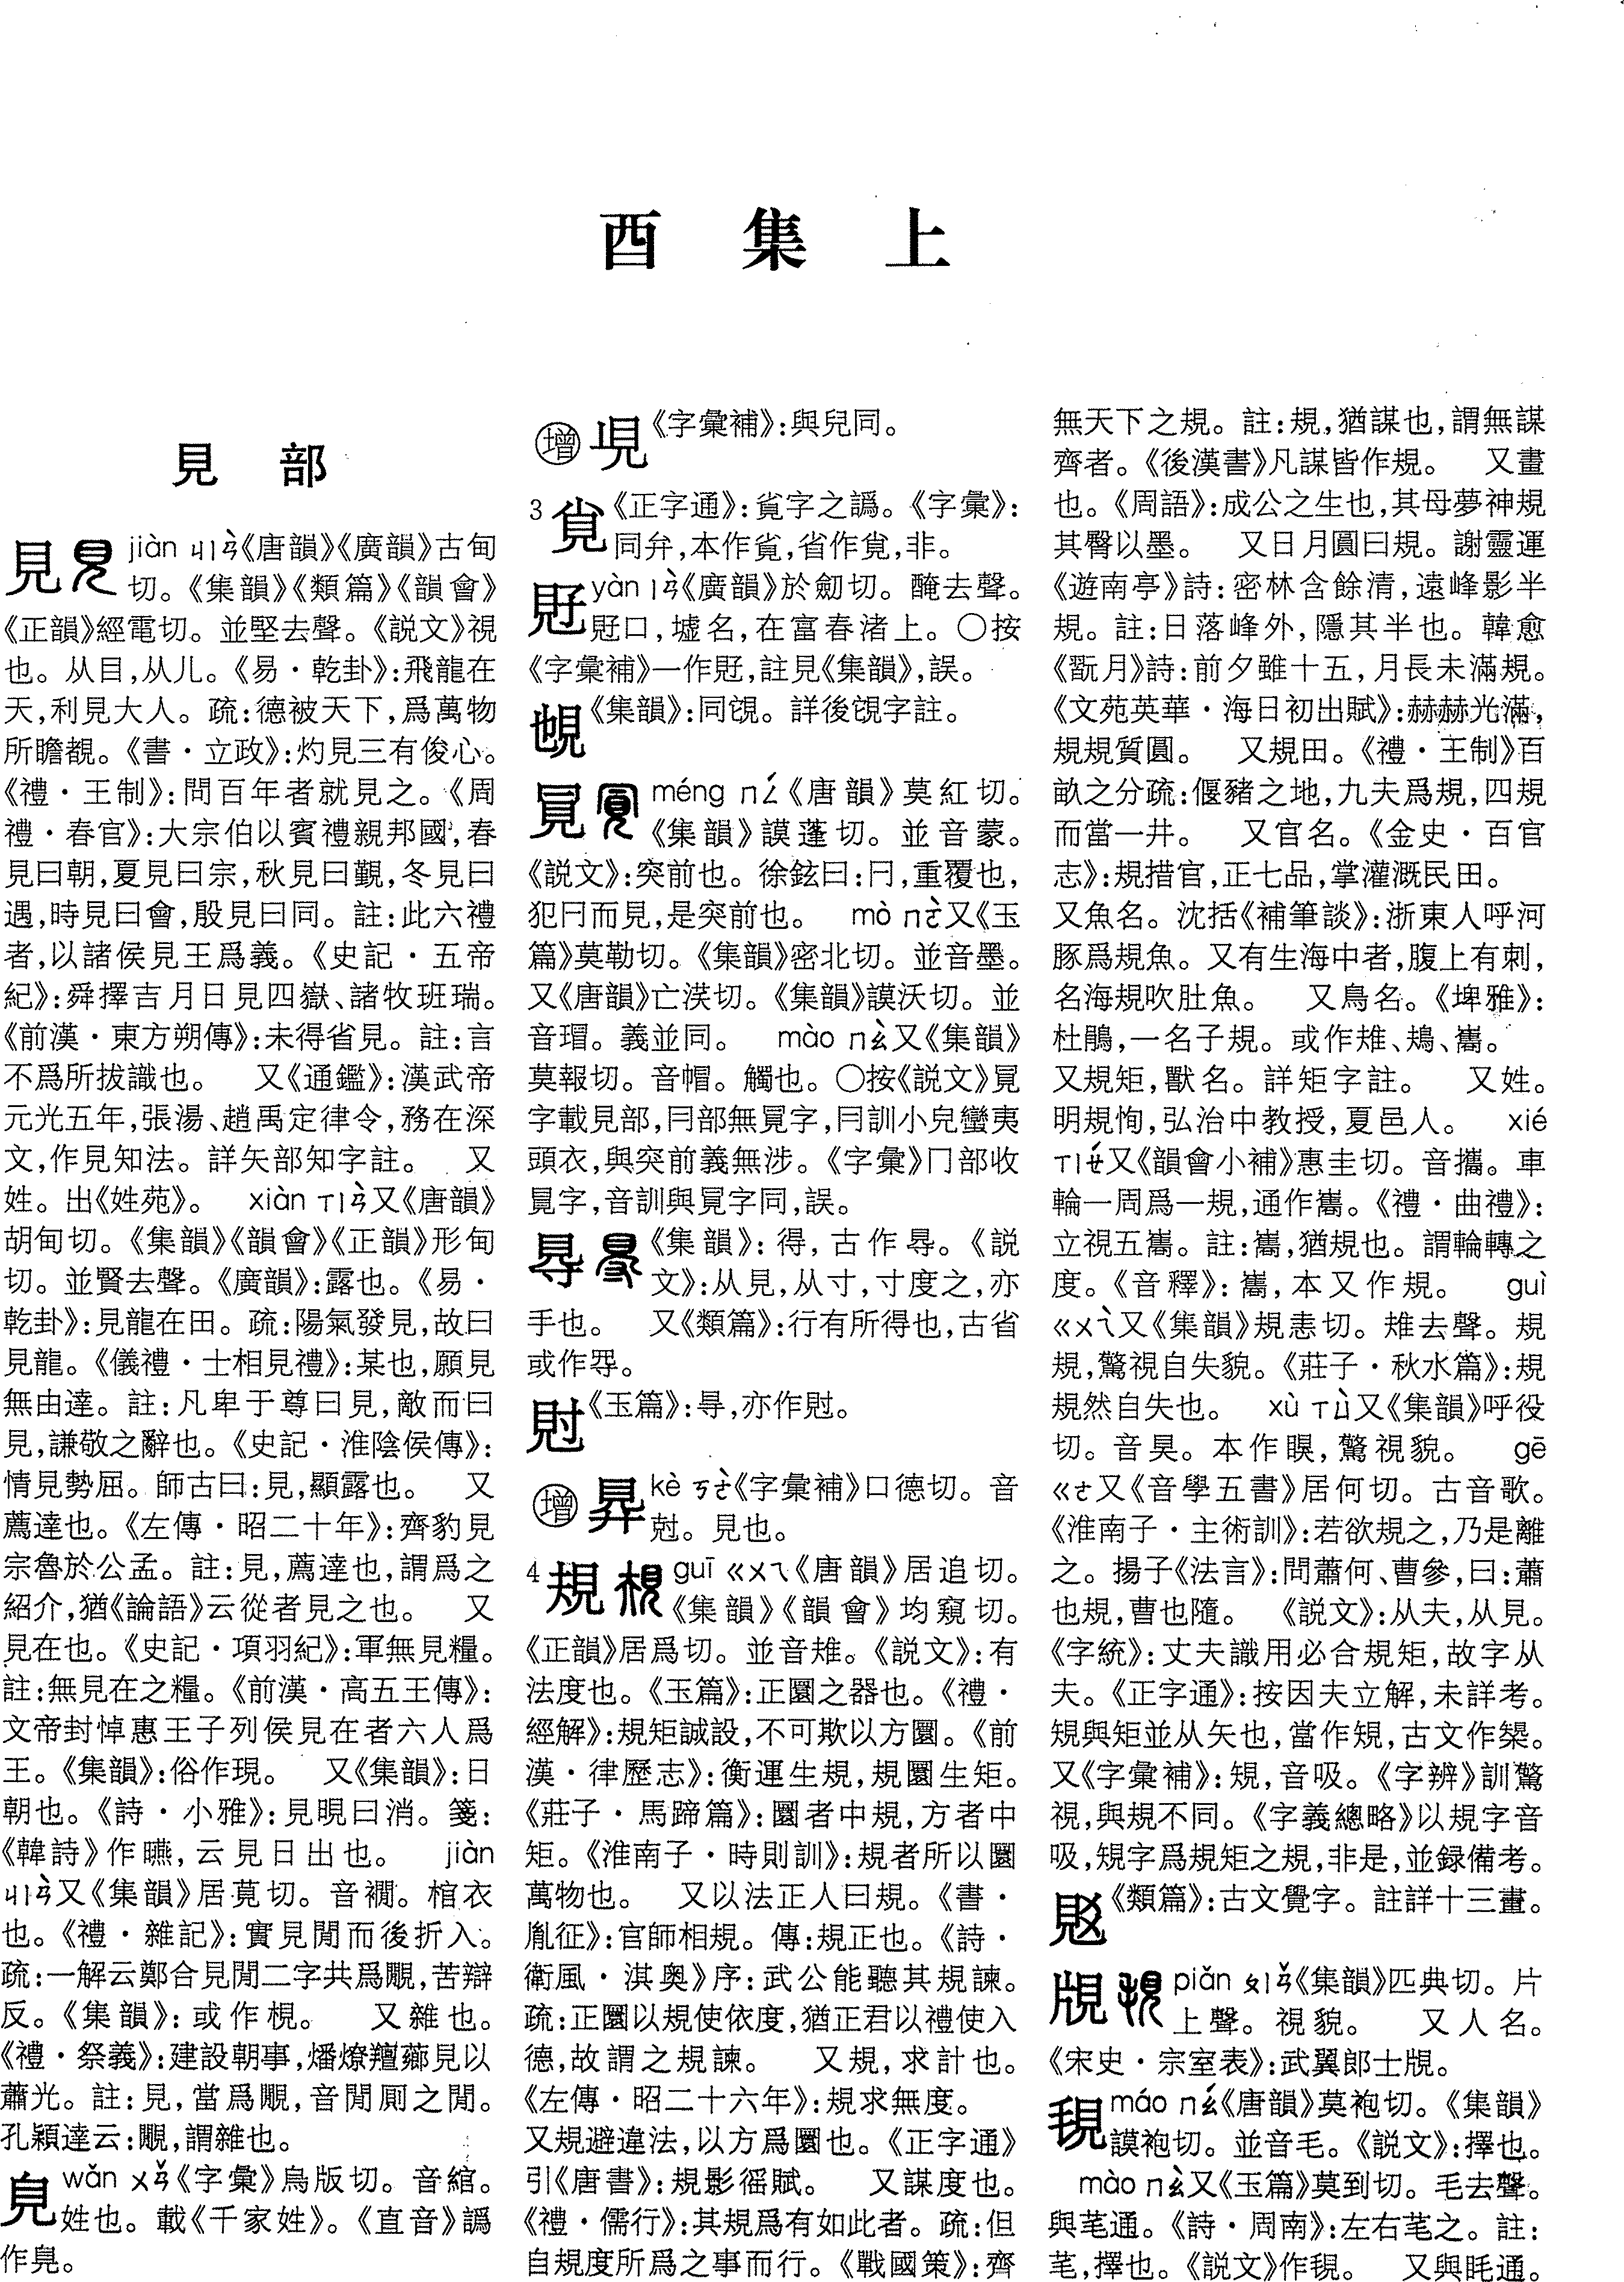 酉集上
見部
見 jiàn ㄐㄧㄢˋ《唐韻》《廣韻》古甸
切。《集韻》《類篇》《韻會》
《正韻》經電切。並堅去聲。《説文》視
也。从目,从儿。《易·乾卦》:飛龍在
天,利見大人。疏:德被天下,爲萬物
所瞻覩。《書·立政》:灼見三有俊心。
《禮·王制》:問百年者就見之。《周
禮·春官》:大宗伯以賓禮親邦國,春
見曰朝,夏見曰宗,秋見曰覲,冬見曰
遇,時見曰會,殷見曰同。註:此六禮
者,以諸侯見王爲義。《史記·五帝
紀》:舜擇吉月日見四嶽、諸牧班瑞。
《前漢·東方朔傳》:未得省見。註:言
不爲所拔識也。 又《通鑑》:漢武帝
元光五年,張湯、趙禹定律令,務在深
文,作見知法。詳矢部知字註。 又
姓。出《姓苑》。 xiàn ㄒㄧㄢˋ又《唐韻》
胡甸切。《集韻》《韻會》《正韻》形甸
切。並賢去聲。《廣韻》:露也。《易·
乾卦》:見龍在田。疏:陽氣發見,故曰
見龍。《儀禮·士相見禮》:某也,願見
無由達。註:凡卑于尊曰見,敵而曰
見,謙敬之辭也。《史記·淮陰侯傳》:
情見勢屈。師古曰:見,顯露也。 又
薦達也。《左傳·昭二十年》:齊豹見
宗魯於公孟。註:見,薦達也,謂爲之
紹介,猶《論語》云從者見之也。 又
見在也。《史記·項羽紀》:軍無見糧。
註:無見在之糧。《前漢·高五王傳》:
文帝封悼惠王子列侯見在者六人爲
王。《集韻》:俗作現。 又《集韻》:日
朝也。《詩·小雅》:見晛曰消。箋:
《韓詩》作曣,云見日出也。 jiàn
ㄐㄧㄢˋ又《集韻》居莧切。音襉。棺衣
也。《禮·雜記》:實見閒而後折入。
疏:一解云鄭合見閒二字共爲覸,苦辯
反。《集韻》:或作梘。 又雜也。
《禮·祭義》:建設朝事,燔燎羶薌見以
蕭光。註:見,當爲覸,音閒厠之閒。
孔穎達云:覸,謂雜也。
wǎn ㄨㄢˇ《字彙》烏版切。音綰。
姓也。載《千家姓》。《直音》譌
作㒵。
增 《字彙補》:與兒同。
3 《正字通》:覔字之譌。《字彙》:
同弁,本作覍,省作,非。
yàn ㄧㄢˋ《廣韻》於劒切。醃去聲。
口,墟名,在富春渚上。〇按
《字彙補》一作,註見《集韻》,誤。
《集韻》:同覨。詳後覨字註。
冃見 méng ㄇㄥˊ《唐韻》莫紅切。
《集韻》謨蓬切。並音蒙。
《説文》:突前也。徐鉉曰:冃,重覆也,
犯冃而見,是突前也。 mò ㄇㄛˋ又《玉
篇》莫勒切。《集韻》密北切。並音墨。
又《唐韻》亡沃切。《集韻》謨沃切。並
音瑁。義並同。 mào ㄇㄠˋ又《集韻》
莫報切。音帽。觸也。〇按《説文》
字載見部,冃部無字,冃訓小皃蠻夷
頭衣,與突前義無涉。《字彙》冂部收
字,音訓與字同,誤。
㝵 《集韻》:得,古作㝵。《説
文》:从見,从寸,寸度之,亦
手也。 又《類篇》:行有所得也,古省
或作。
䙷 《玉篇》:㝵,亦作䙷。
增 kè ㄎㄜˋ《字彙補》口德切。音
尅。見也。
4 規 guī ㄍㄨㄟ《唐韻》居追切。
《集韻》《韻會》均窺切。
《正韻》居爲切。並音雉。《説文》:有
法度也。《玉篇》:正圜之器也。《禮·
經解》:規矩誠設,不可欺以方圜。《前
漢·律歷志》:衡運生規,規圜生矩。
《莊子·馬蹄篇》:圜者中規,方者中
矩。《淮南子·時則訓》:規者所以圜
萬物也。 又以法正人曰規。《書·
胤征》:官師相規。傳:規正也。《詩·
衛風·淇奧》序:武公能聽其規諫。
疏:正圜以規使依度,猶正君以禮使入
德,故謂之規諫。 又規,求計也。
《左傳·昭二十六年》:規求無度。
又規避違法,以方爲圜也。《正字通》
引《唐書》:規影徭賦。 又謀度也。
《禮·儒行》:其規爲有如此者。疏:但
自規度所爲之事而行。《戰國策》:齊
無天下之規。註:規,猶謀也,謂無謀
齊者。《後漢書》凡謀皆作規。 又畫
也。《周語》:成公之生也,其母夢神規
其臀以墨。 又日月圓曰規。謝靈運
《遊南亭》詩:密林含餘清,遠峰影半
規。註:日落峰外,隱其半也。韓愈
《翫月》詩:前夕雖十五,月長未滿規。
《文苑英華·海日初出賦》:赫赫光滿,
規規質圓。 又規田。《禮·王制》百
畝之分疏:偃豬之地,九夫爲規,四規
而當一井。 又官名。《金史·百官
志》:規措官,正七品,掌灌溉民田。
又魚名。沈括《補筆談》:浙東人呼河
豚爲規魚。又有生海中者,腹上有刺,
名海規吹肚魚。 又鳥名。《埤雅》:
杜鵑,一名子規。或作雉、鳺、巂。
又規矩,獸名。詳矩字註。 又姓。
明規恂,弘治中教授,夏邑人。 xié
ㄒㄧㄝˊ又《韻會小補》惠圭切。音攜。車
輪一周爲一規,通作巂。《禮·曲禮》:
立視五巂。註:巂,猶規也。謂輪轉之
度。《音釋》:巂,本又作規。 guì
ㄍㄨㄟˋ又《集韻》規恚切。雉去聲。規
規,驚視自失貌。《莊子·秋水篇》:規
規然自失也。 xù ㄒㄩˋ又《集韻》呼役
切。音狊。本作瞁,驚視貌。 gē
ㄍㄜ又《音學五書》居何切。古音歌。
《淮南子·主術訓》:若欲規之,乃是離
之。揚子《法言》:問蕭何、曹參,曰:蕭
也規,曹也隨。 《説文》:从夫,从見。
《字統》:丈夫識用必合規矩,故字从
夫。《正字通》:按因夫立解,未詳考。
䂓與矩並从矢也,當作䂓,古文作槼。
又《字彙補》:䂓,音吸。《字辨》訓驚
視,與規不同。《字義總略》以規字音
吸,䂓字爲規矩之規,非是,並録備考。
《類篇》:古文覺字。註詳十三畫。
piǎn ㄆㄧㄢˇ《集韻》匹典切。片
上聲。視貌。 又人名。
《宋史·宗室表》:武翼郎士覑。
覒 máo ㄇㄠˊ《唐韻》莫袍切。《集韻》
謨袍切。並音毛。《説文》:擇也。
mào ㄇㄠˋ又《玉篇》莫到切。毛去聲。
與芼通。《詩·周南》:左右芼之。註:
芼,擇也。《説文》作覒。 又與眊通。